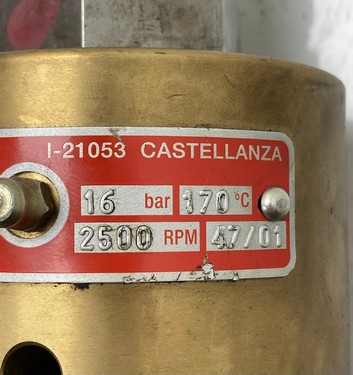 I-21053 CASTELLANZA
16 bar 170 °C
2500 RPM 47/01